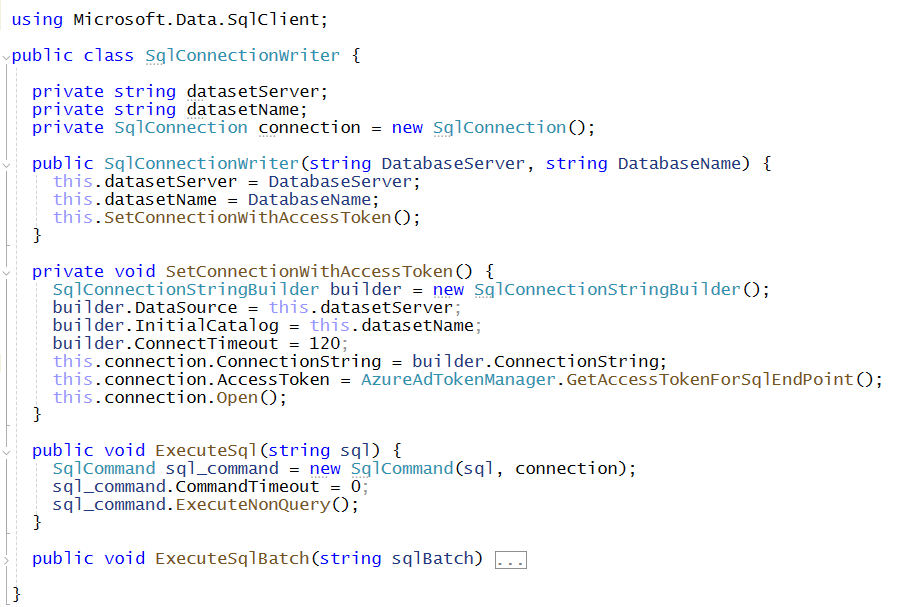 using Microsoft.Data.SqlClient;
public class SqlConnectionWriter {
private string datasetServer;
private string datasetName;
private SqlConnection connection = new SqlConnection();
public SqlConnectionWriter(string DatabaseServer, string DatabaseName) {
this.datasetServer = DatabaseServer;
this.datasetName = DatabaseName;
this.SetConnectionWithAccessToken();
}
private void SetConnectionWithAccessToken() {
SqlConnectionStringBuilder builder = new SqlConnectionStringBuilder();
builder.DataSource = this.datasetServer;
builder.InitialCatalog = this.datasetName;
builder.ConnectTimeout = 120;
this.connection.ConnectionString = builder.ConnectionString;
this.connection.AccessToken = AzureAdTokenManager.GetAccessTokenForSqlEndPoint();
this.connection.Open();
}
public void ExecuteSql(string sql) {
SqlCommand sql_command = new SqlCommand(sql, connection);
sql_command.CommandTimeout = 0;
sql_command.ExecuteNonQuery();
}
public void ExecuteSqlBatch(string sqlBatch) ...
}